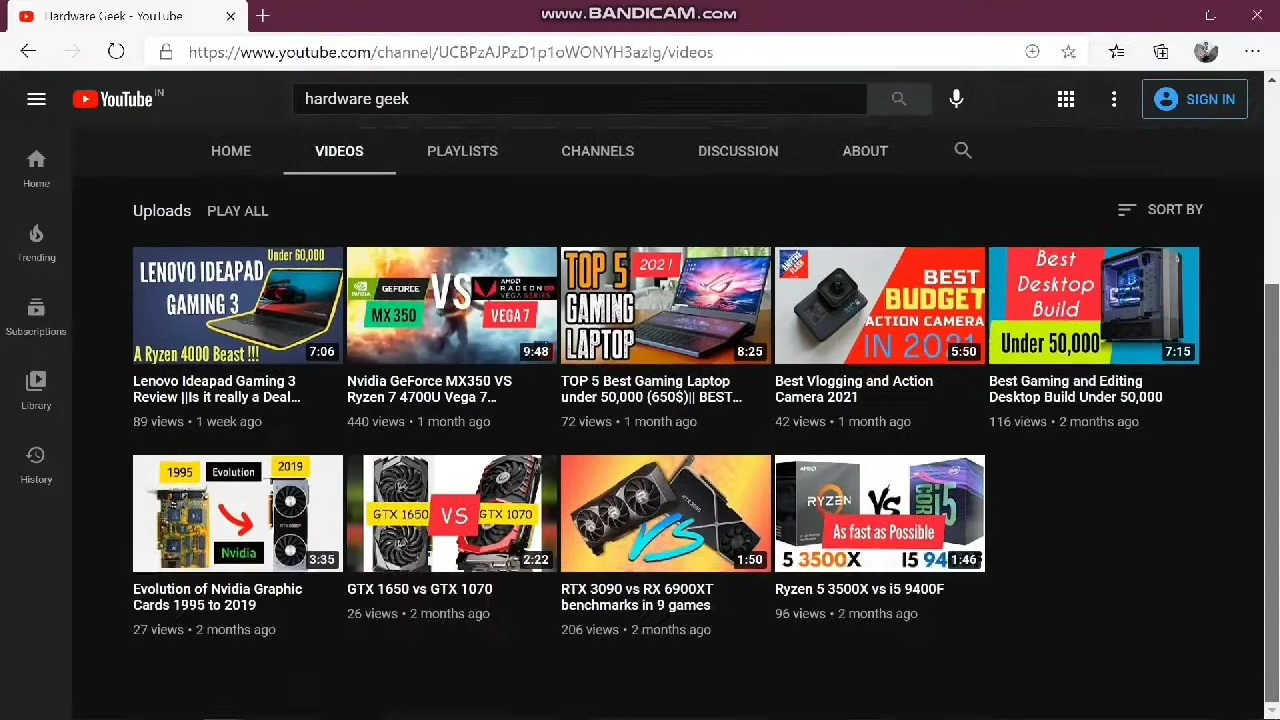 Hardware Geek - YouTube
www.BANDICAM.com
https://www.youtube.com/channel/UCBPzAJPzD1p1oWONYH3azlg/videos
YouTube IN
hardware geek
SIGN IN
HOME
VIDEOS
PLAYLISTS
CHANNELS
DISCUSSION
ABOUT
Home
Trending
Subscriptions
Library
History
Uploads PLAY ALL
SORT BY
Under 60,000
LENOVO IDEAPAD
GAMING 3
A Ryzen 4000 Beast !!!
7:06
Lenovo Ideapad Gaming 3
Review ||Is it really a Deal...
89 views • 1 week ago
NVIDIA
GEFORCE
MX 350
VS
AMD
RADEON
VEGA SERIES
VEGA 7
9:48
Nvidia GeForce MX350 VS
Ryzen 7 4700U Vega 7...
440 views • 1 month ago
TOP 5
2021
GAMING
LAPTOP
8:25
TOP 5 Best Gaming Laptop
under 50,000 (650$)|| BEST...
72 views • 1 month ago
BEST
BUDGET
ACTION CAMERA
IN 2021
5:50
Best Vlogging and Action
Camera 2021
42 views • 1 month ago
Best
Desktop
Build
Under 50,000
7:15
Best Gaming and Editing
Desktop Build Under 50,000
116 views • 2 months ago
1995
Evolution
2019
Nvidia
3:35
Evolution of Nvidia Graphic
Cards 1995 to 2019
27 views • 2 months ago
GTX 1650
VS
GTX 1070
2:22
GTX 1650 vs GTX 1070
26 views • 2 months ago
VS
1:50
RTX 3090 vs RX 6900XT
benchmarks in 9 games
206 views • 2 months ago
AMD
RYZEN
VS
CORE
i5
As fast as Possible
5 3500X
I5 94
1:46
Ryzen 5 3500X vs i5 9400F
96 views • 2 months ago